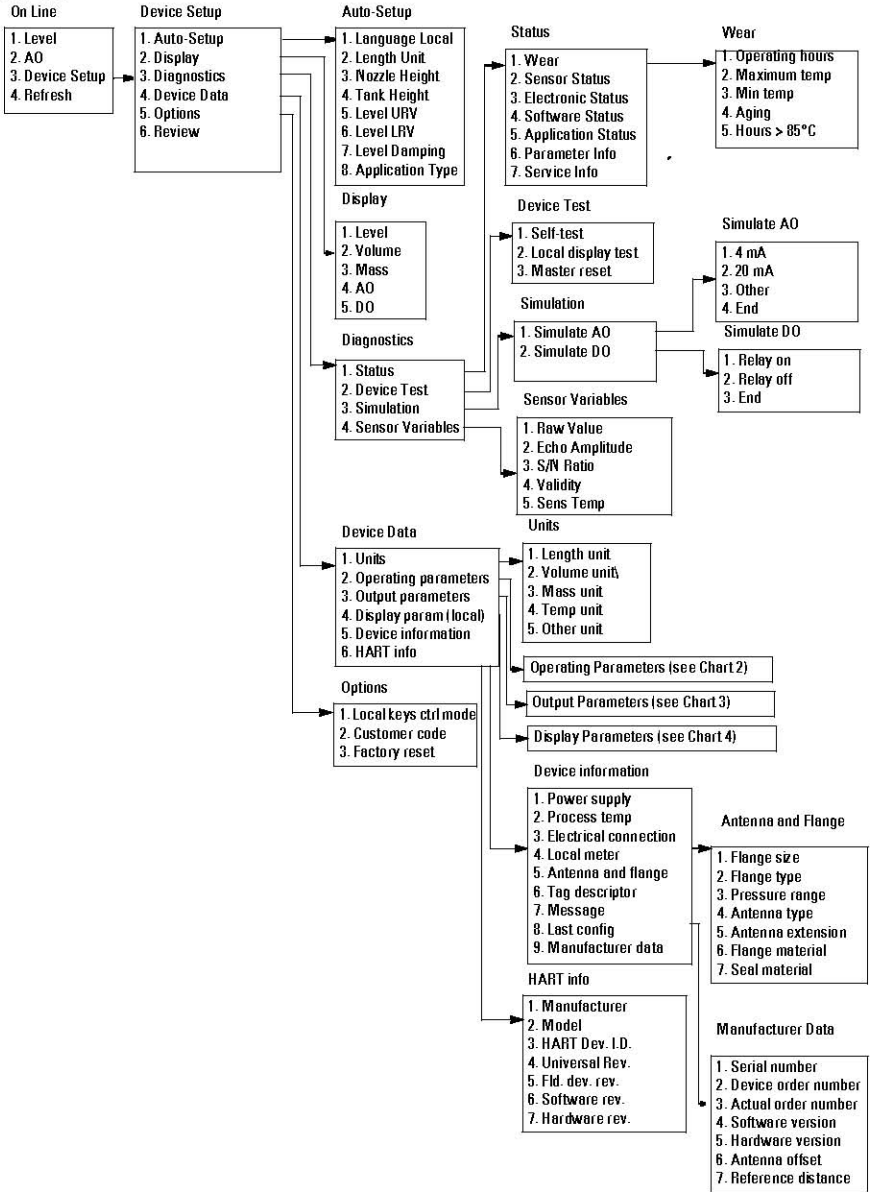 On Line
1. Level
2. AO
3. Device Setup
4. Refresh
Device Setup
1. Auto-Setup
2. Display
3. Diagnostics
4. Device Data
5. Options
6. Review
Auto-Setup
1. Language Local
2. Length Unit
3. Nozzle Height
4. Tank Height
5. Level URV
6. Level LRV
7. Level Damping
8. Application Type
Display
1. Level
2. Volume
3. Mass
4. AO
5. DO
Diagnostics
1. Status
2. Device Test
3. Simulation
4. Sensor Variables
Status
1. Wear
2. Sensor Status
3. Electronic Status
4. Software Status
5. Application Status
6. Parameter Info
7. Service Info
Wear
1. Operating hours
2. Maximum temp
3. Min temp
4. Aging
5. Hours > 85°C
Device Test
1. Self-test
2. Local display test
3. Master reset
Simulation
1. Simulate AO
2. Simulate DO
Simulate AO
1. 4 mA
2. 20 mA
3. Other
4. End
Simulate DO
1. Relay on
2. Relay off
3. End
Sensor Variables
1. Raw Value
2. Echo Amplitude
3. S/N Ratio
4. Validity
5. Sens Temp
Device Data
1. Units
2. Operating parameters
3. Output parameters
4. Display param (local)
5. Device information
6. HART info
Units
1. Length unit
2. Volume unit\
3. Mass unit
4. Temp unit
5. Other unit
Operating Parameters (see Chart 2)
Output Parameters (see Chart 3)
Display Parameters (see Chart 4)
Options
1. Local keys ctrl mode
2. Customer code
3. Factory reset
Device information
1. Power supply
2. Process temp
3. Electrical connection
4. Local meter
5. Antenna and flange
6. Tag descriptor
7. Message
8. Last config
9. Manufacturer data
Antenna and Flange
1. Flange size
2. Flange type
3. Pressure range
4. Antenna type
5. Antenna extension
6. Flange material
7. Seal material
HART info
1. Manufacturer
2. Model
3. HART Dev. I.D.
4. Universal Rev.
5. Fld. dev. rev.
6. Software rev.
7. Hardware rev.
Manufacturer Data
1. Serial number
2. Device order number
3. Actual order number
4. Software version
5. Hardware version
6. Antenna offset
7. Reference distance